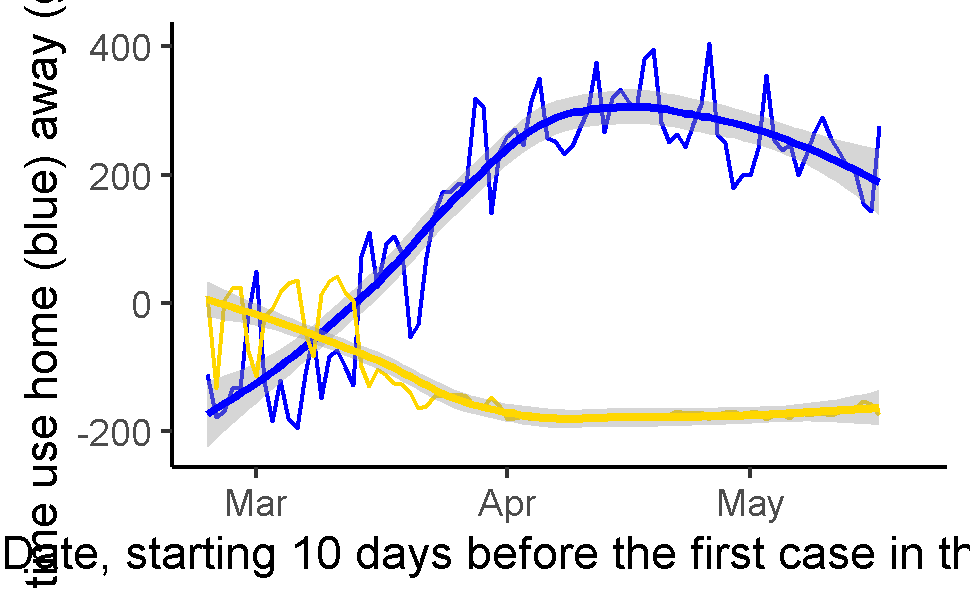 time use home (blue) away (
400
200
0
-200
Mar Apr May
Date, starting 10 days before the first case in th